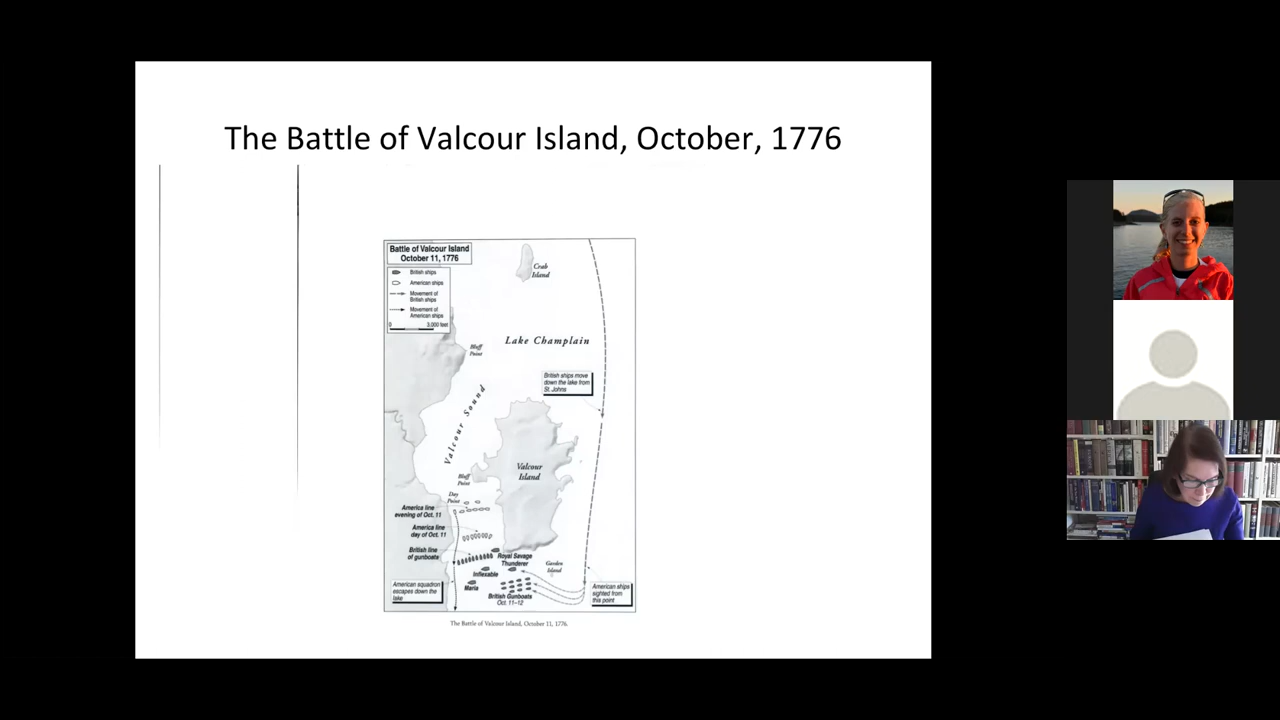 The Battle of Valcour Island, October, 1776
Battle of Valcour Island
October 11, 1776
British ships
American ships
Movement of
British ships
Movement of
American ships
0 3,000 feet
Crab
Island
Lake Champlain
Bluff
Point
British ships move
down the lake from
St. Johns
Valcour Sound
Valcour
Island
Bluff
Point
Day
Point
America line
evening of Oct. 11
America line
day of Oct. 11
British line
of gunboats
Royal Savage
Thunderer
Garden
Island
Inflexable
Maria
American squadron
escapes down the
lake
British Gunboats
Oct. 11–12
American ships
sighted from
this point
The Battle of Valcour Island, October 11, 1776.